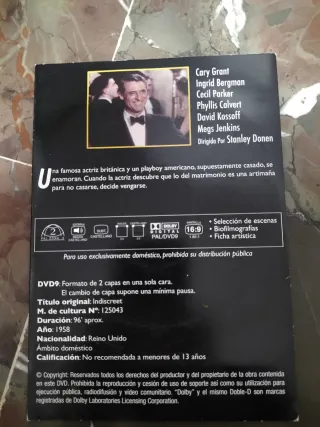 Cary Grant
Ingrid Bergman
Cecil Parker
Phyllis Calvert
David Kossoff
Megs Jenkins
Dirigida Por Stanley Donen
Una famosa actriz británica y un playboy americano, supuestamente casado, se
enamoran. Cuando la actriz descubre que lo del matrimonio es una artimaña
para no casarse, decide vengarse.
2
CASTELLANO
CASTELLANO
DOLBY
DIGITAL
PAL/DVD9
16:9
• Selección de escenas
• Biofilmografías
• Ficha artística
Para uso exclusivamente doméstico, prohibida su distribución pública
DVD9: Formato de 2 capas en una sola cara.
El cambio de capa supone una mínima pausa.
Título original: Indiscreet
M. de cultura Nº: 125043
Duración: 96' aprox.
Año: 1958
Nacionalidad: Reino Unido
Ámbito doméstico
Calificación: No recomendada a menores de 13 años
© Copyright: Reservados todos los derechos del productor y del propietario de la obra contenida
en este DVD. Prohibida la reproducción y cesión de uso de soporte así como su utilización para
ejecución pública, radiodifusión y vídeo comunitario. "Dolby" y el mismo Doble-D son marcas
registradas de Dolby Laboratories Licensing Corporation.